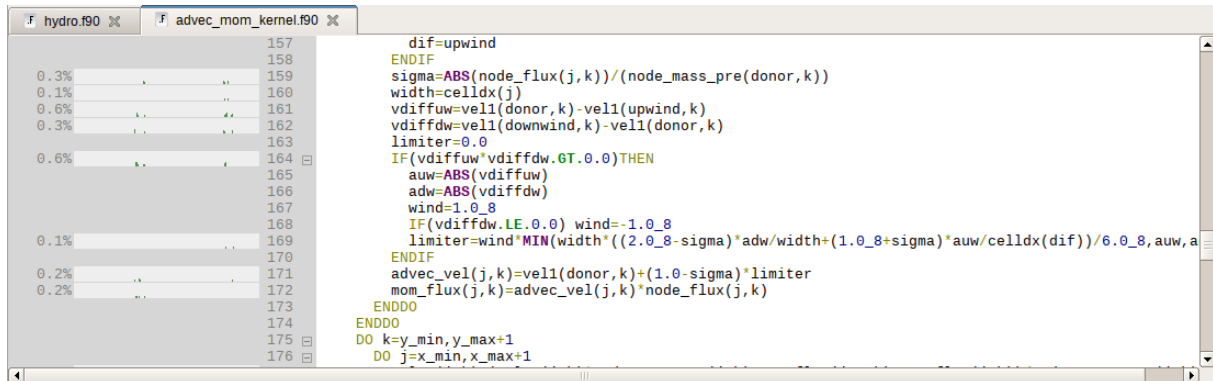 hydro.f90
advec_mom_kernel.f90
157 dif=upwind
158 ENDIF
0.3% 159 sigma=ABS(node_flux(j,k))/(node_mass_pre(donor,k))
0.1% 160 width=celldx(j)
0.6% 161 vdiffuw=vel1(donor,k)-vel1(upwind,k)
0.3% 162 vdiffdw=vel1(downwind,k)-vel1(donor,k)
163 limiter=0.0
0.6% 164 IF(vdiffuw*vdiffdw.GT.0.0)THEN
165 auw=ABS(vdiffuw)
166 adw=ABS(vdiffdw)
167 wind=1.0_8
168 IF(vdiffdw.LE.0.0) wind=-1.0_8
0.1% 169 limiter=wind*MIN(width*((2.0_8-sigma)*adw/width+(1.0_8+sigma)*auw/celldx(dif))/6.0_8,auw,a
170 ENDIF
0.2% 171 advec_vel(j,k)=vel1(donor,k)+(1.0-sigma)*limiter
0.2% 172 mom_flux(j,k)=advec_vel(j,k)*node_flux(j,k)
173 ENDDO
174 ENDDO
175 DO k=y_min,y_max+1
176 DO j=x_min,x_max+1